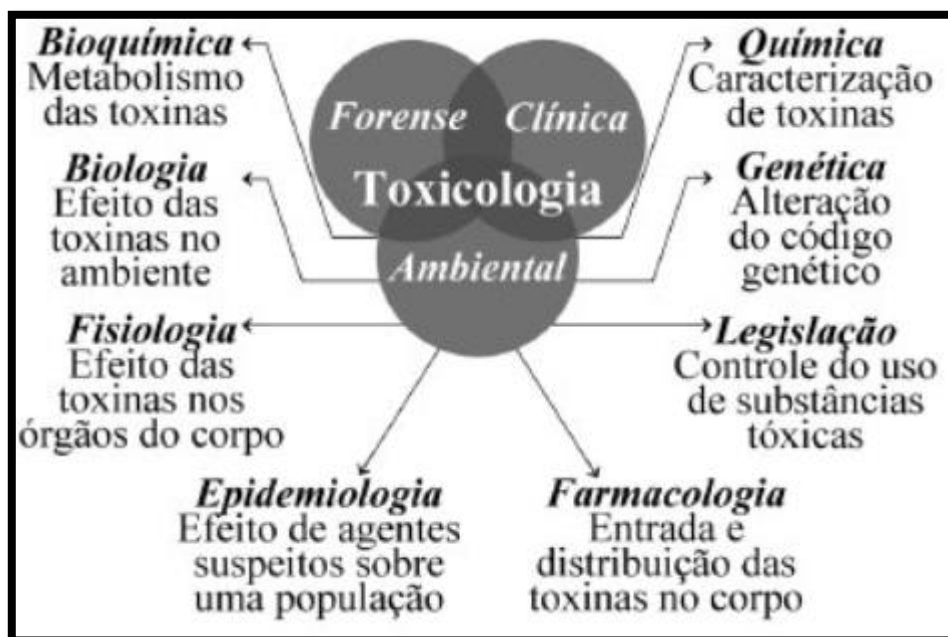 Bioquímica
Metabolismo
das toxinas
Biologia
Efeito das
toxinas no
ambiente
Fisiologia
Efeito das
toxinas nos
órgãos do corpo
Epidemiologia
Efeito de agentes
suspeitos sobre
uma população
Forense
Clínica
Toxicologia
Ambiental
Química
Caracterização
de toxinas
Genética
Alteração
do código
genético
Legislação
Controle do uso
de substâncias
tóxicas
Farmacologia
Entrada e
distribuição das
toxinas no corpo